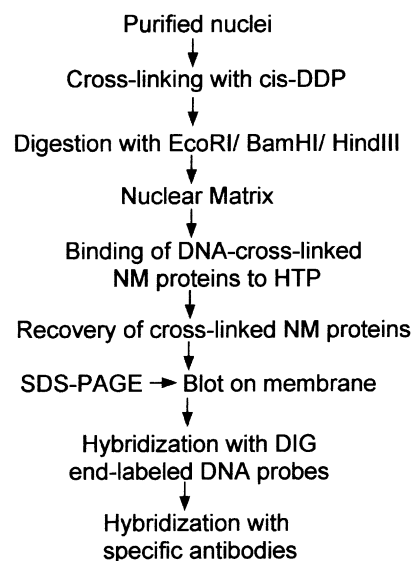 Purified nuclei
Cross-linking with cis-DDP
Digestion with EcoRI/ BamHI/ HindIII
Nuclear Matrix
Binding of DNA-cross-linked
NM proteins to HTP
Recovery of cross-linked NM proteins
SDS-PAGE → Blot on membrane
Hybridization with DIG
end-labeled DNA probes
Hybridization with
specific antibodies